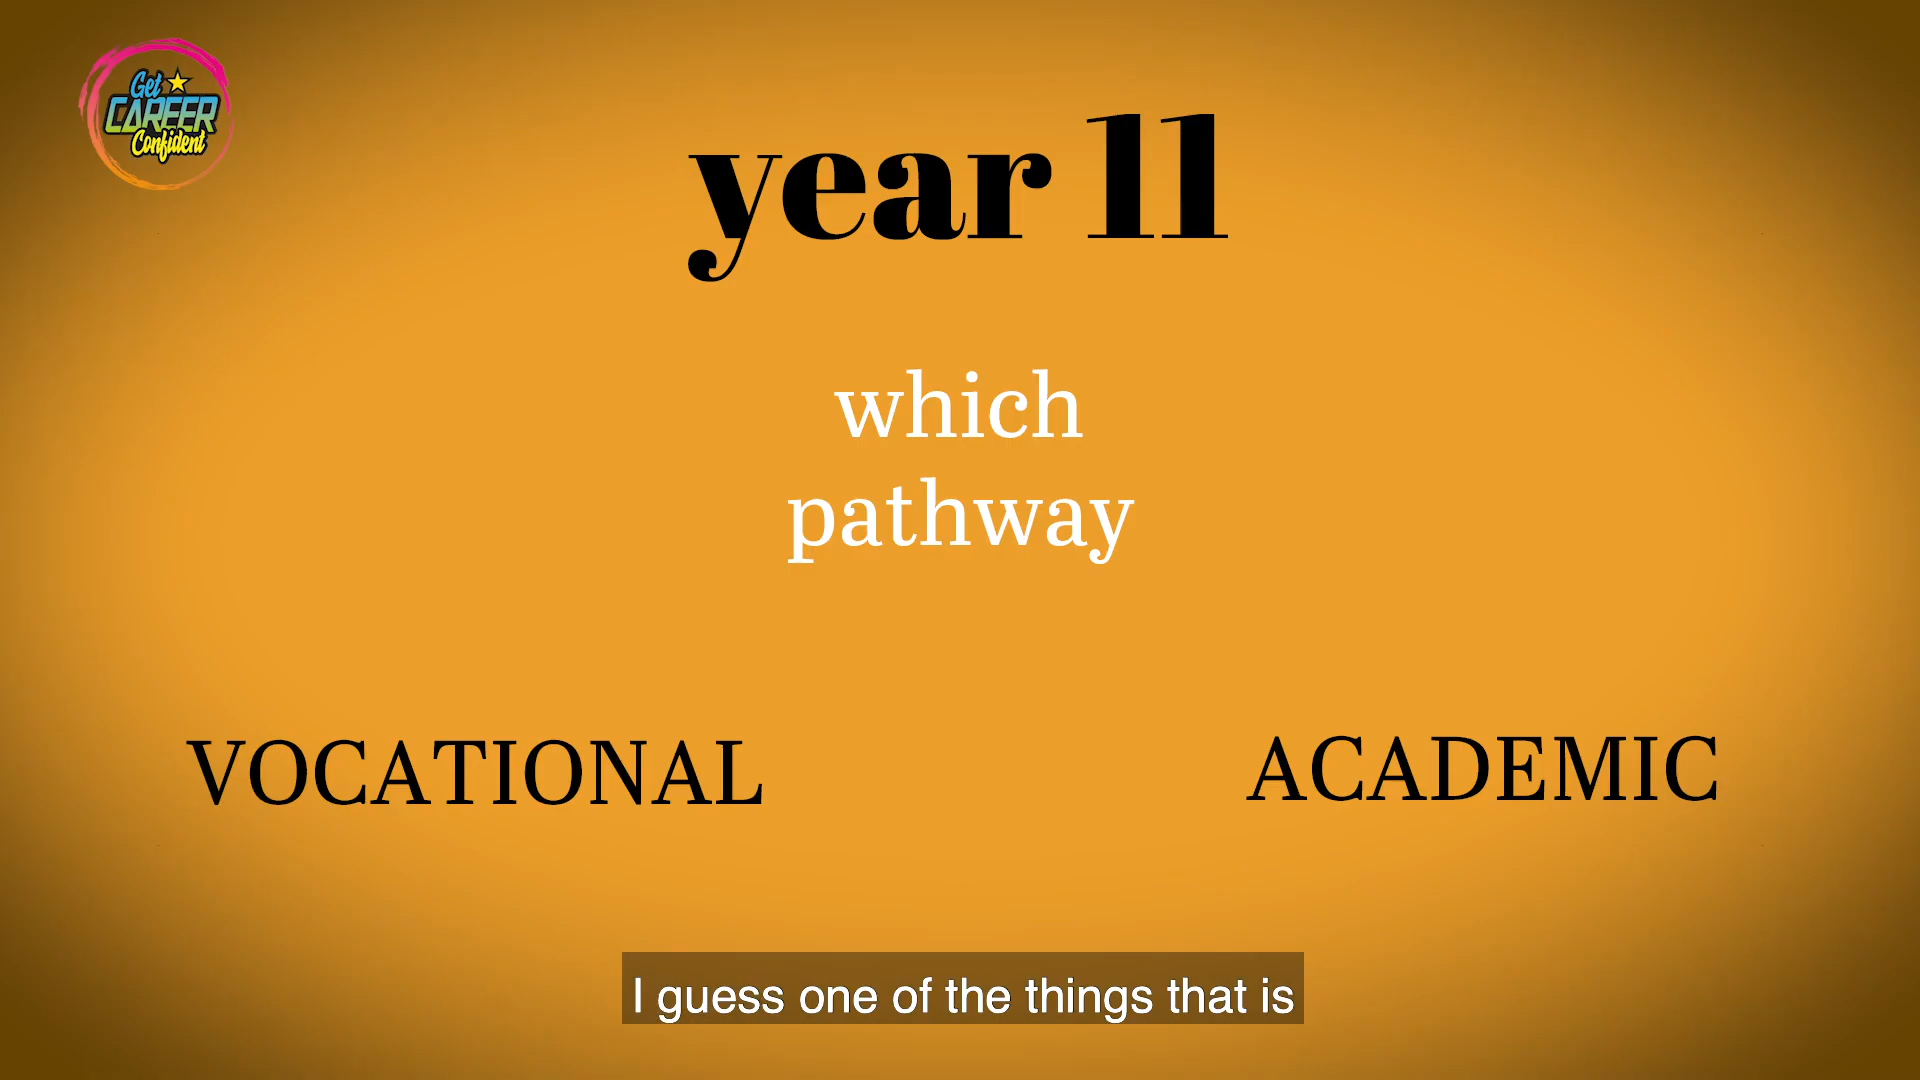 Get
CAREER
Confident
year 11
which
pathway
VOCATIONAL
ACADEMIC
I guess one of the things that is